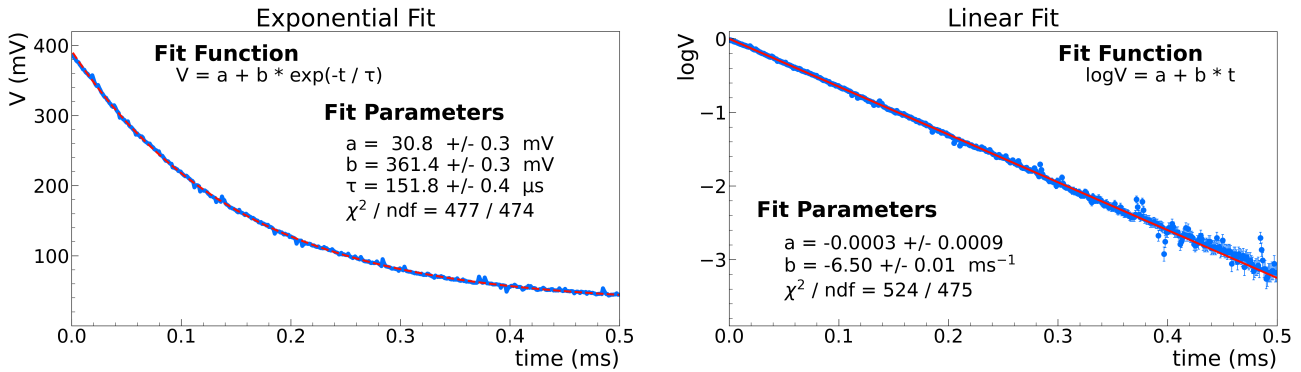 Exponential Fit
V (mV)
400
300
200
100
Fit Function
V = a + b * exp(-t / τ)
Fit Parameters
a = 30.8 +/- 0.3 mV
b = 361.4 +/- 0.3 mV
τ = 151.8 +/- 0.4 μs
χ² / ndf = 477 / 474
0.0 0.1 0.2 0.3 0.4 0.5
time (ms)
Linear Fit
logV
0
−1
−2
−3
Fit Function
logV = a + b * t
Fit Parameters
a = -0.0003 +/- 0.0009
b = -6.50 +/- 0.01 ms⁻¹
χ² / ndf = 524 / 475
0.0 0.1 0.2 0.3 0.4 0.5
time (ms)